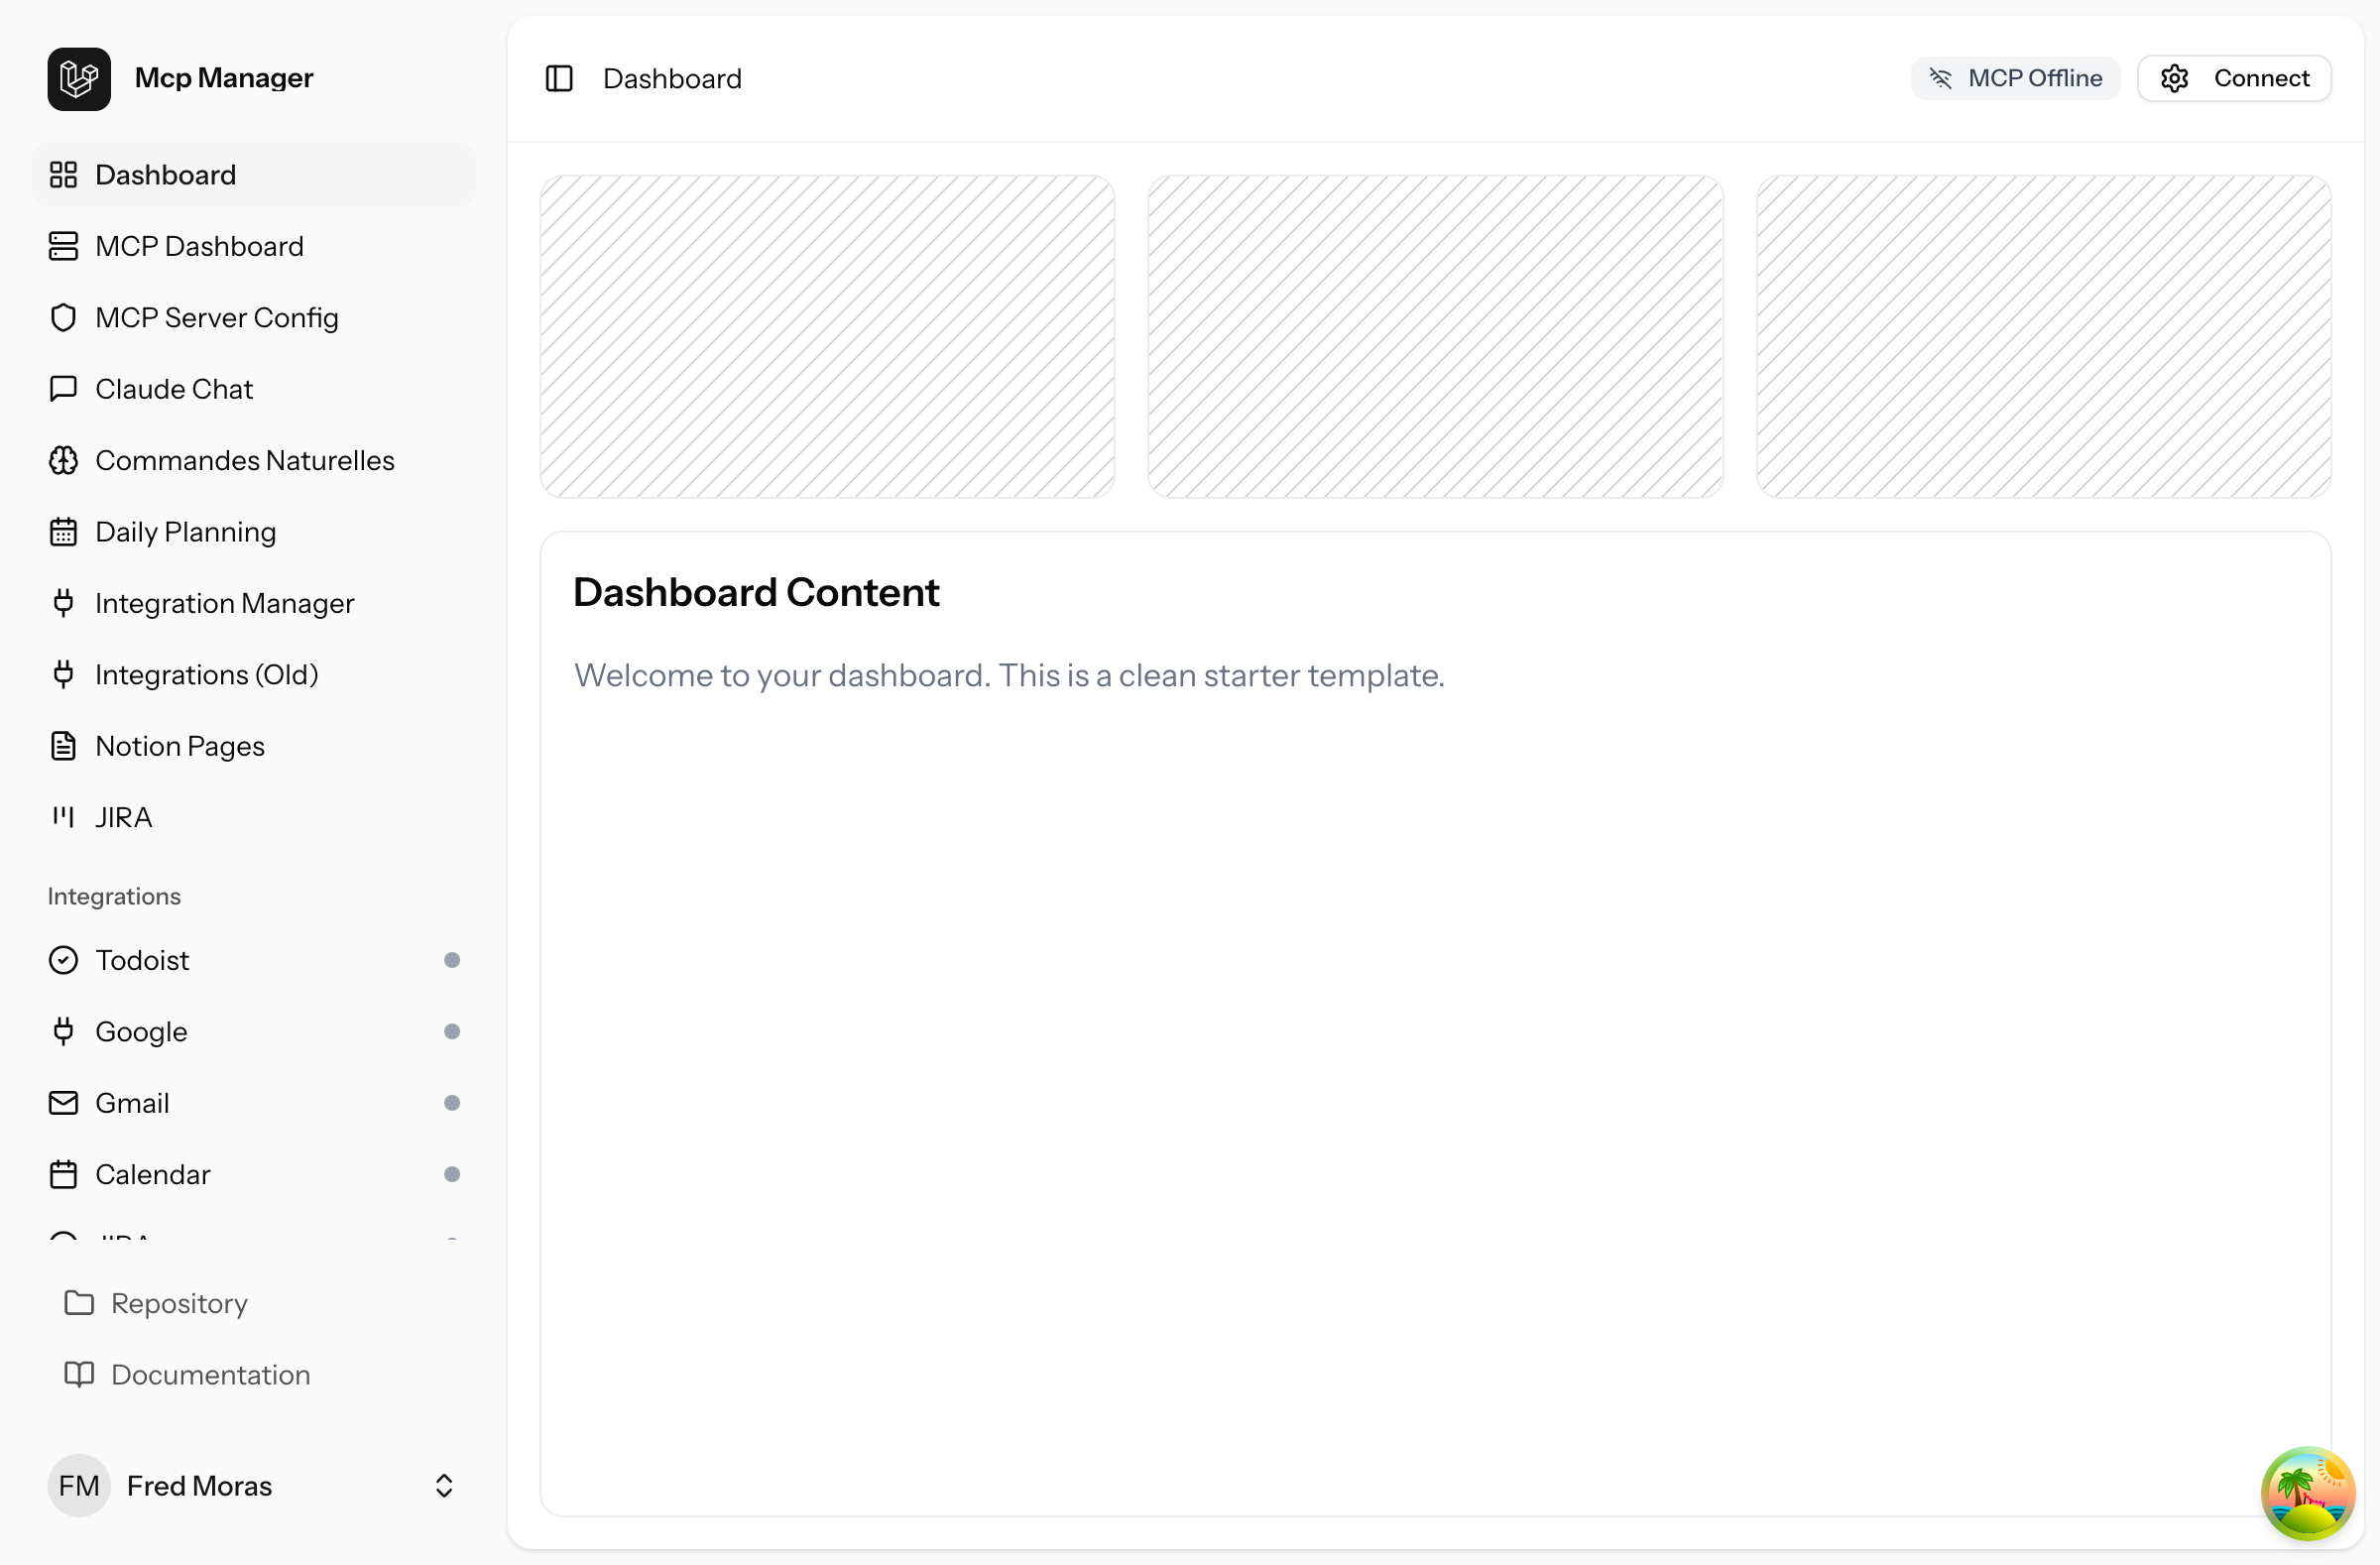 Mcp Manager
Dashboard
MCP Dashboard
MCP Server Config
Claude Chat
Commandes Naturelles
Daily Planning
Integration Manager
Integrations (Old)
Notion Pages
JIRA
Integrations
Todoist
Google
Gmail
Calendar
JIRA
Repository
Documentation
FM Fred Moras
Dashboard
MCP Offline
Connect
Dashboard Content
Welcome to your dashboard. This is a clean starter template.